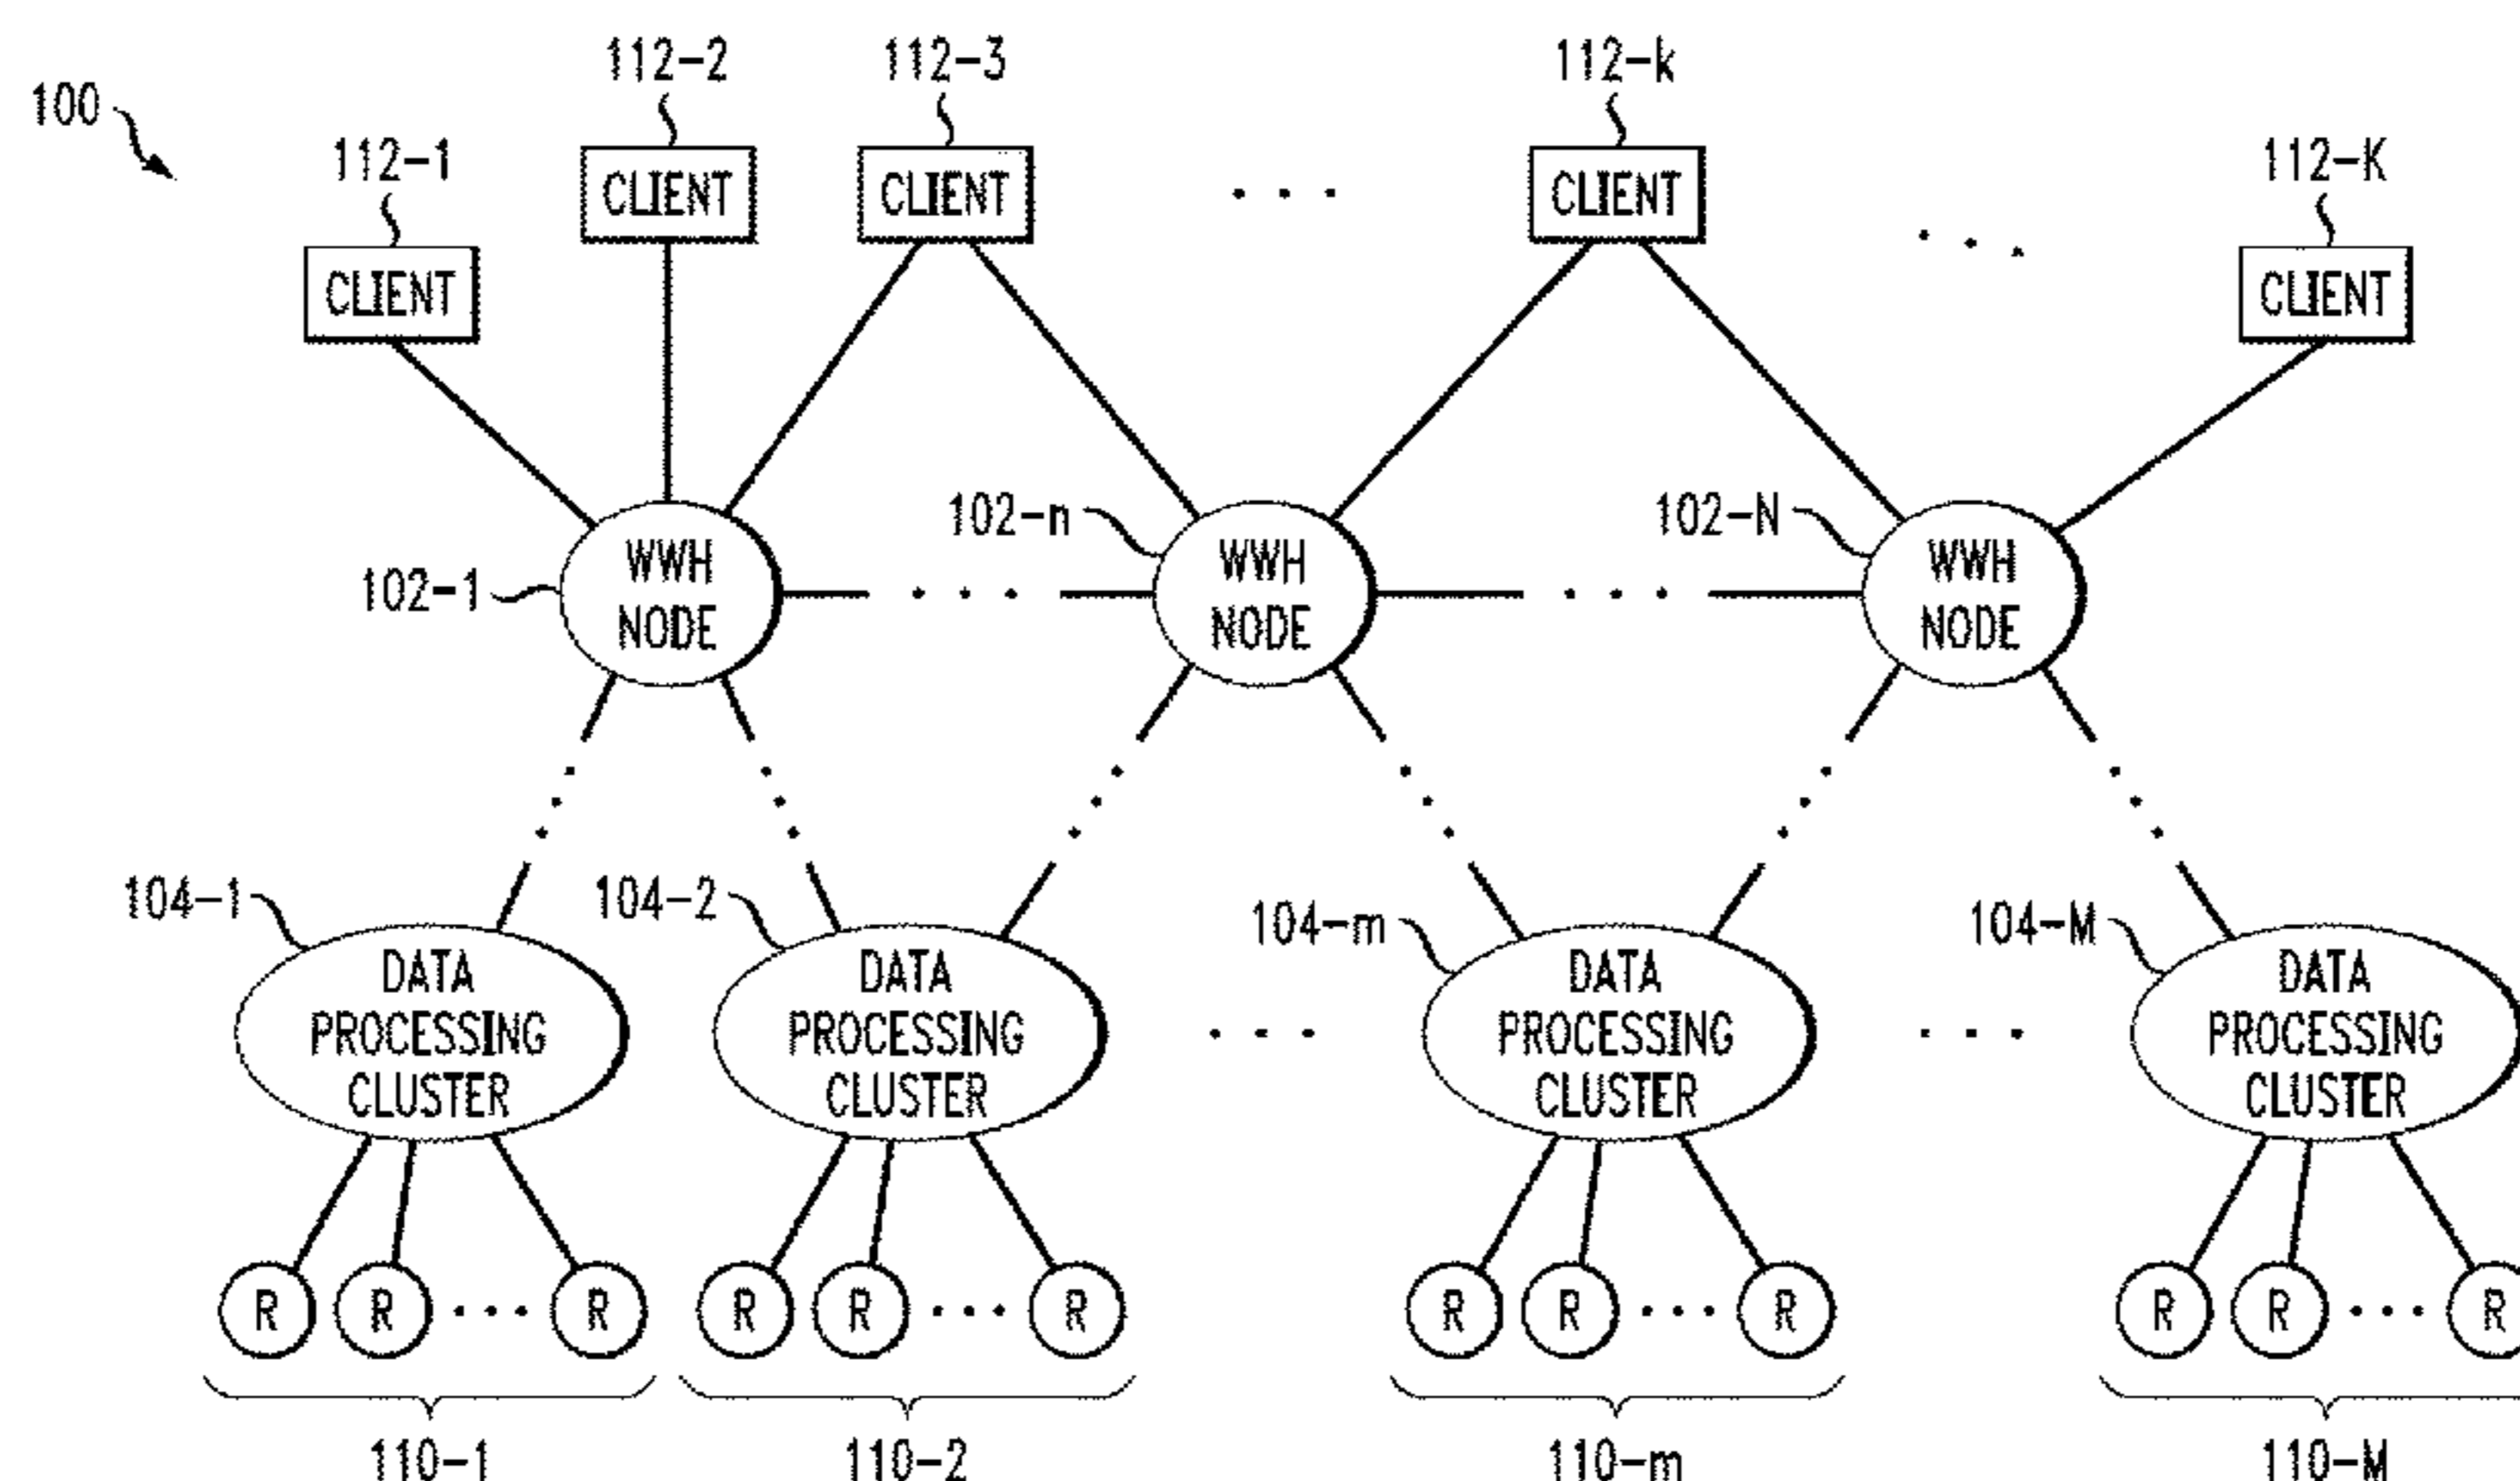 100
112-1
112-2
112-3
112-k
112-K
CLIENT
CLIENT
CLIENT
CLIENT
CLIENT
102-1
102-n
102-N
WWH
NODE
WWH
NODE
WWH
NODE
104-1
104-2
104-m
104-M
DATA
PROCESSING
CLUSTER
DATA
PROCESSING
CLUSTER
DATA
PROCESSING
CLUSTER
DATA
PROCESSING
CLUSTER
R R ... R
R R ... R
R R ... R
R R ... R
110-1
110-2
110-m
110-M